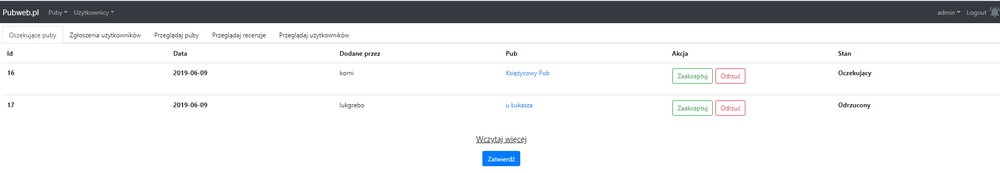 Pubweb.pl Puby Użytkownicy admin Logout
Oczekujące puby Zgłoszenia użytkowników Przeglądaj puby Przeglądaj recenzje Przeglądaj użytkowników
Id Data Dodane przez Pub Akcja Stan
16 2019-06-09 korni Księżycowy Pub Zaakceptuj Odrzuć Oczekujący
17 2019-06-09 lukgrebo u Łukasza Zaakceptuj Odrzuć Odrzucony
Wczytaj więcej
Zatwierdź